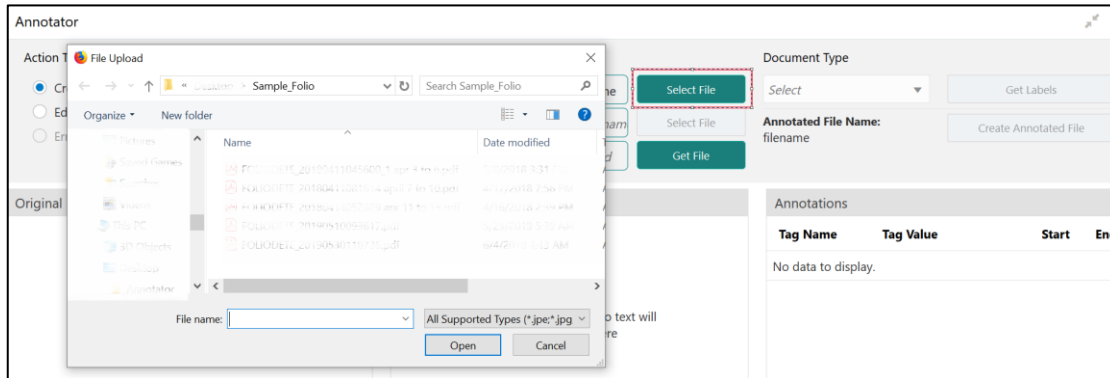 Annotator
Action T
File Upload
Sample_Folio
Search Sample_Folio
Organize
New folder
Name
Date modified
Pictures
Saved Games
This PC
3D Objects
Desktop
Annotator
File name:
All Supported Types (*.jpe;*.jpg
Open
Cancel
Cr
Ed
Er
Select File
Select File
Get File
Document Type
Select
Get Labels
Annotated File Name:
filename
Create Annotated File
Original
o text will
re
Annotations
Tag Name Tag Value Start En
No data to display.